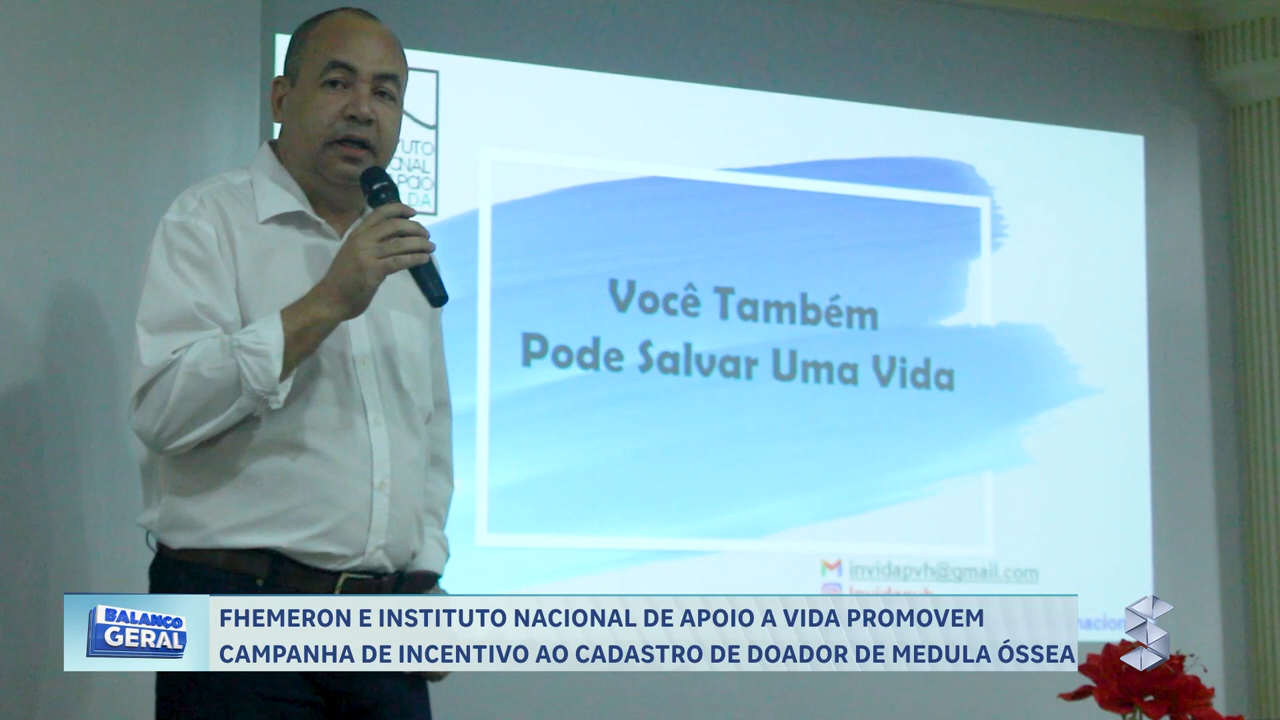 Você Também
Pode Salvar Uma Vida
invidapvh@gmail.com
BALANÇO
GERAL
FHEMERON E INSTITUTO NACIONAL DE APOIO A VIDA PROMOVEM
CAMPANHA DE INCENTIVO AO CADASTRO DE DOADOR DE MEDULA ÓSSEA